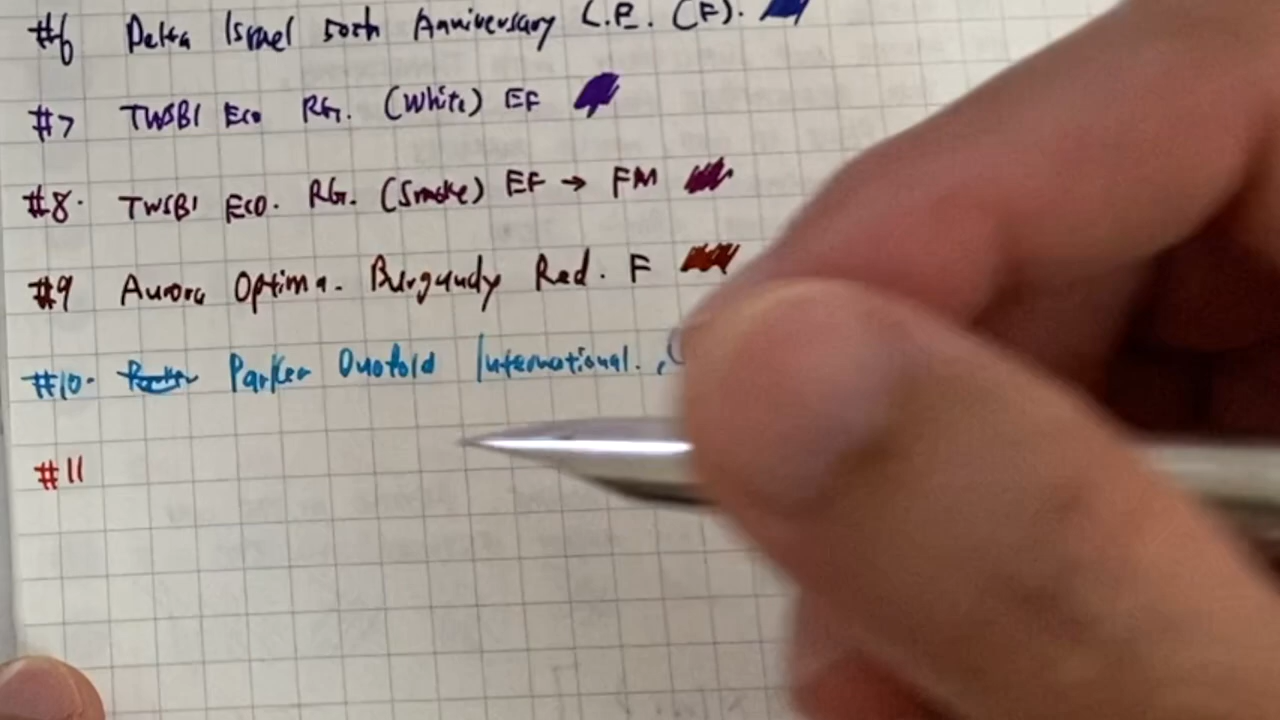 #6 Delta Israel 50th Anniversary L.E. (F).
#7 TWSBI Eco RG. (White) EF
#8. TWSBI Eco. RG. (Smoke) EF → FM
#9 Aurora Optima. Burgundy Red. F
#10. Parker Parker Duofold International. , (
#11